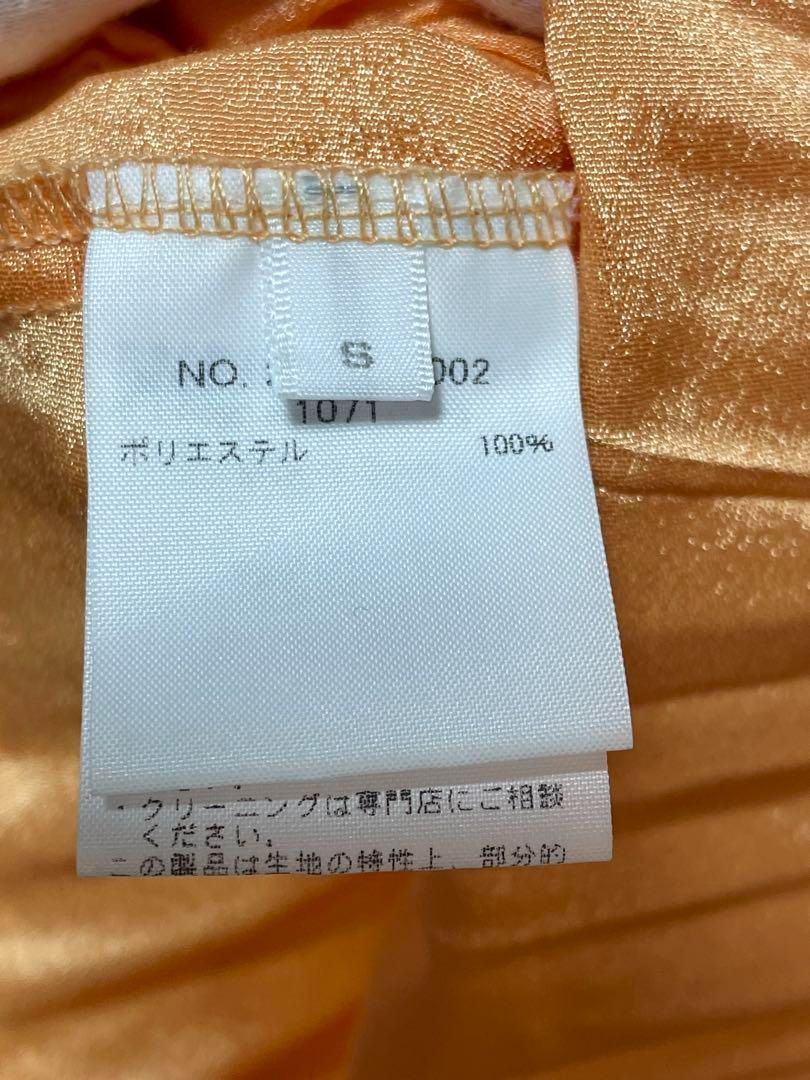 S
NO. 002
1071
ポリエステル 100%
・クリーニングは専門店にご相談
ください。
この製品は生地の特性上、部分的